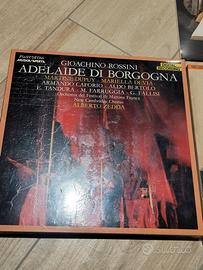 GIOACHINO ROSSINI
ADELAIDE DI BORGOGNA
MARTINE DUPUY - MARIELLA DEVIA
ARMANDO CAFORIO - ALDO BERTOLO
E. TANDURA - M. FARRUGGIA - G. FALLISI
Orchestra del Festival di Martina Franca
New Cambridge Chorus
ALBERTO ZEDDA